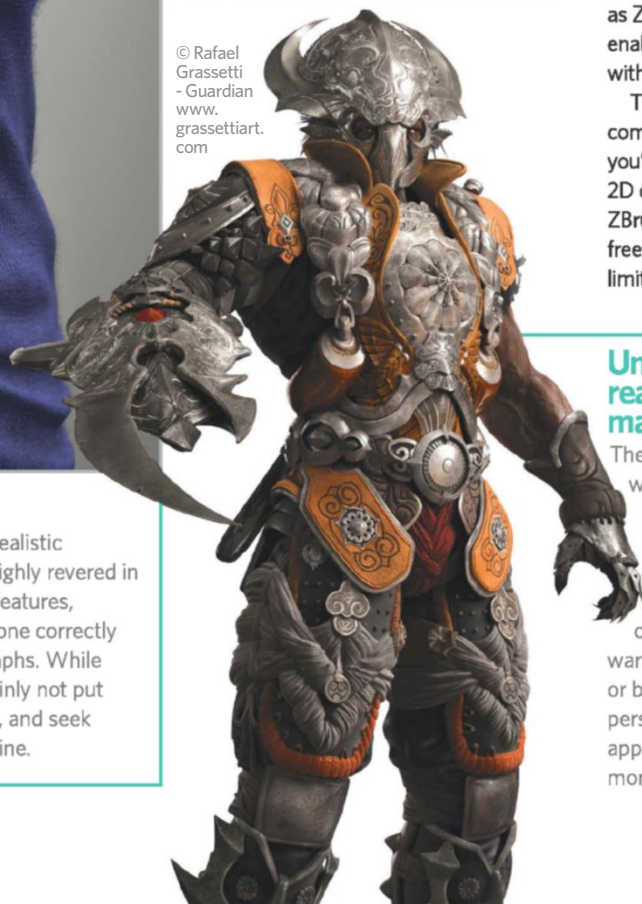 © Rafael
Grassetti
- Guardian
www.
grassettiart.
com
ealistic
ighly revered in
eatures,
one correctly
aphs. While
inly not put
, and seek
ine.
as Z
enal
with
T
com
you'
2D
ZBru
free
limit
Un
rea
ma
The
w
war
or b
pers
app
mor